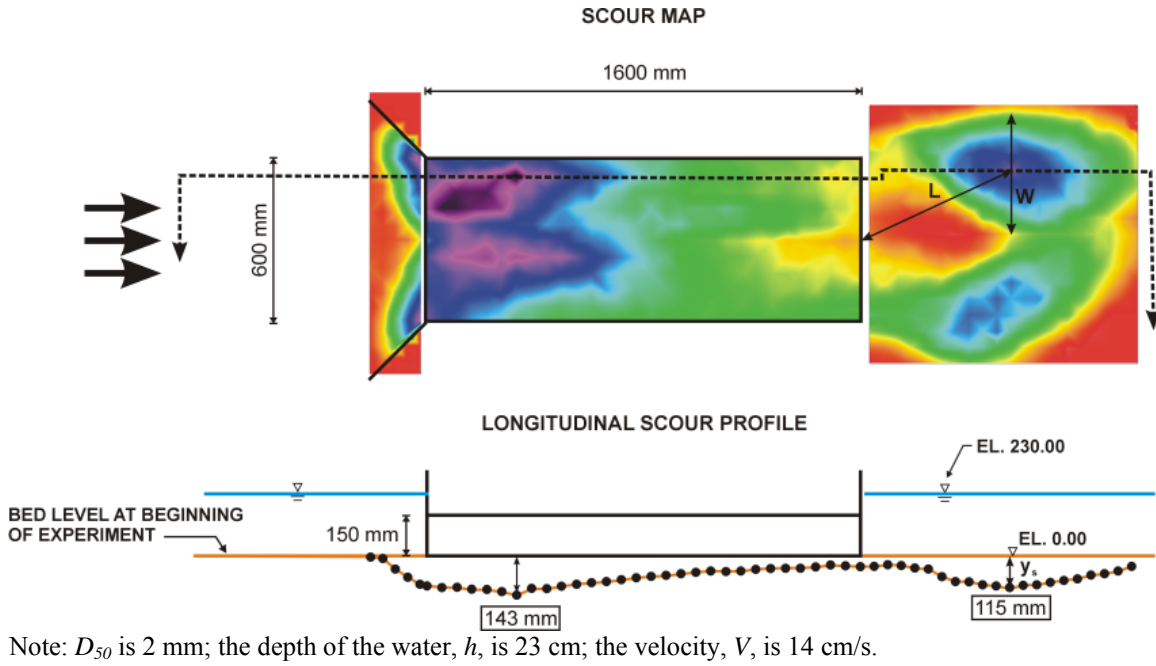 SCOUR MAP
1600 mm
600 mm
L
W
LONGITUDINAL SCOUR PROFILE
EL. 230.00
BED LEVEL AT BEGINNING
OF EXPERIMENT
150 mm
EL. 0.00
yₛ
143 mm
115 mm
Note: D₅₀ is 2 mm; the depth of the water, h, is 23 cm; the velocity, V, is 14 cm/s.